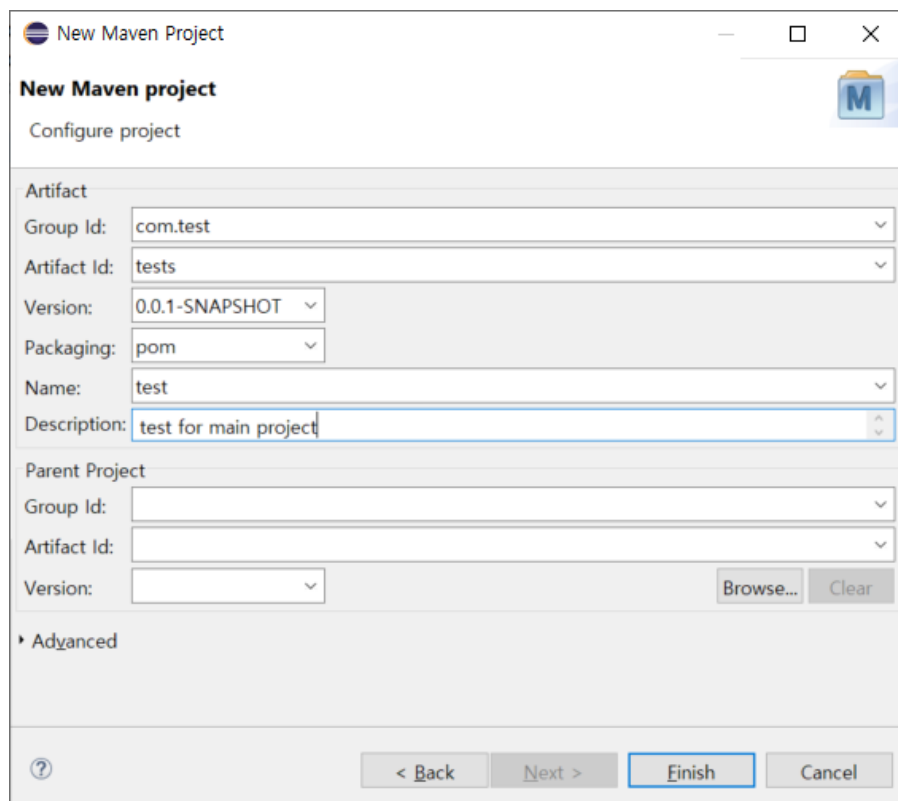 New Maven Project
New Maven project
M
Configure project
Artifact
Group Id: com.test
Artifact Id: tests
Version: 0.0.1-SNAPSHOT
Packaging: pom
Name: test
Description: test for main project
Parent Project
Group Id:
Artifact Id:
Version: Browse... Clear
Advanced
? < Back Next > Finish Cancel